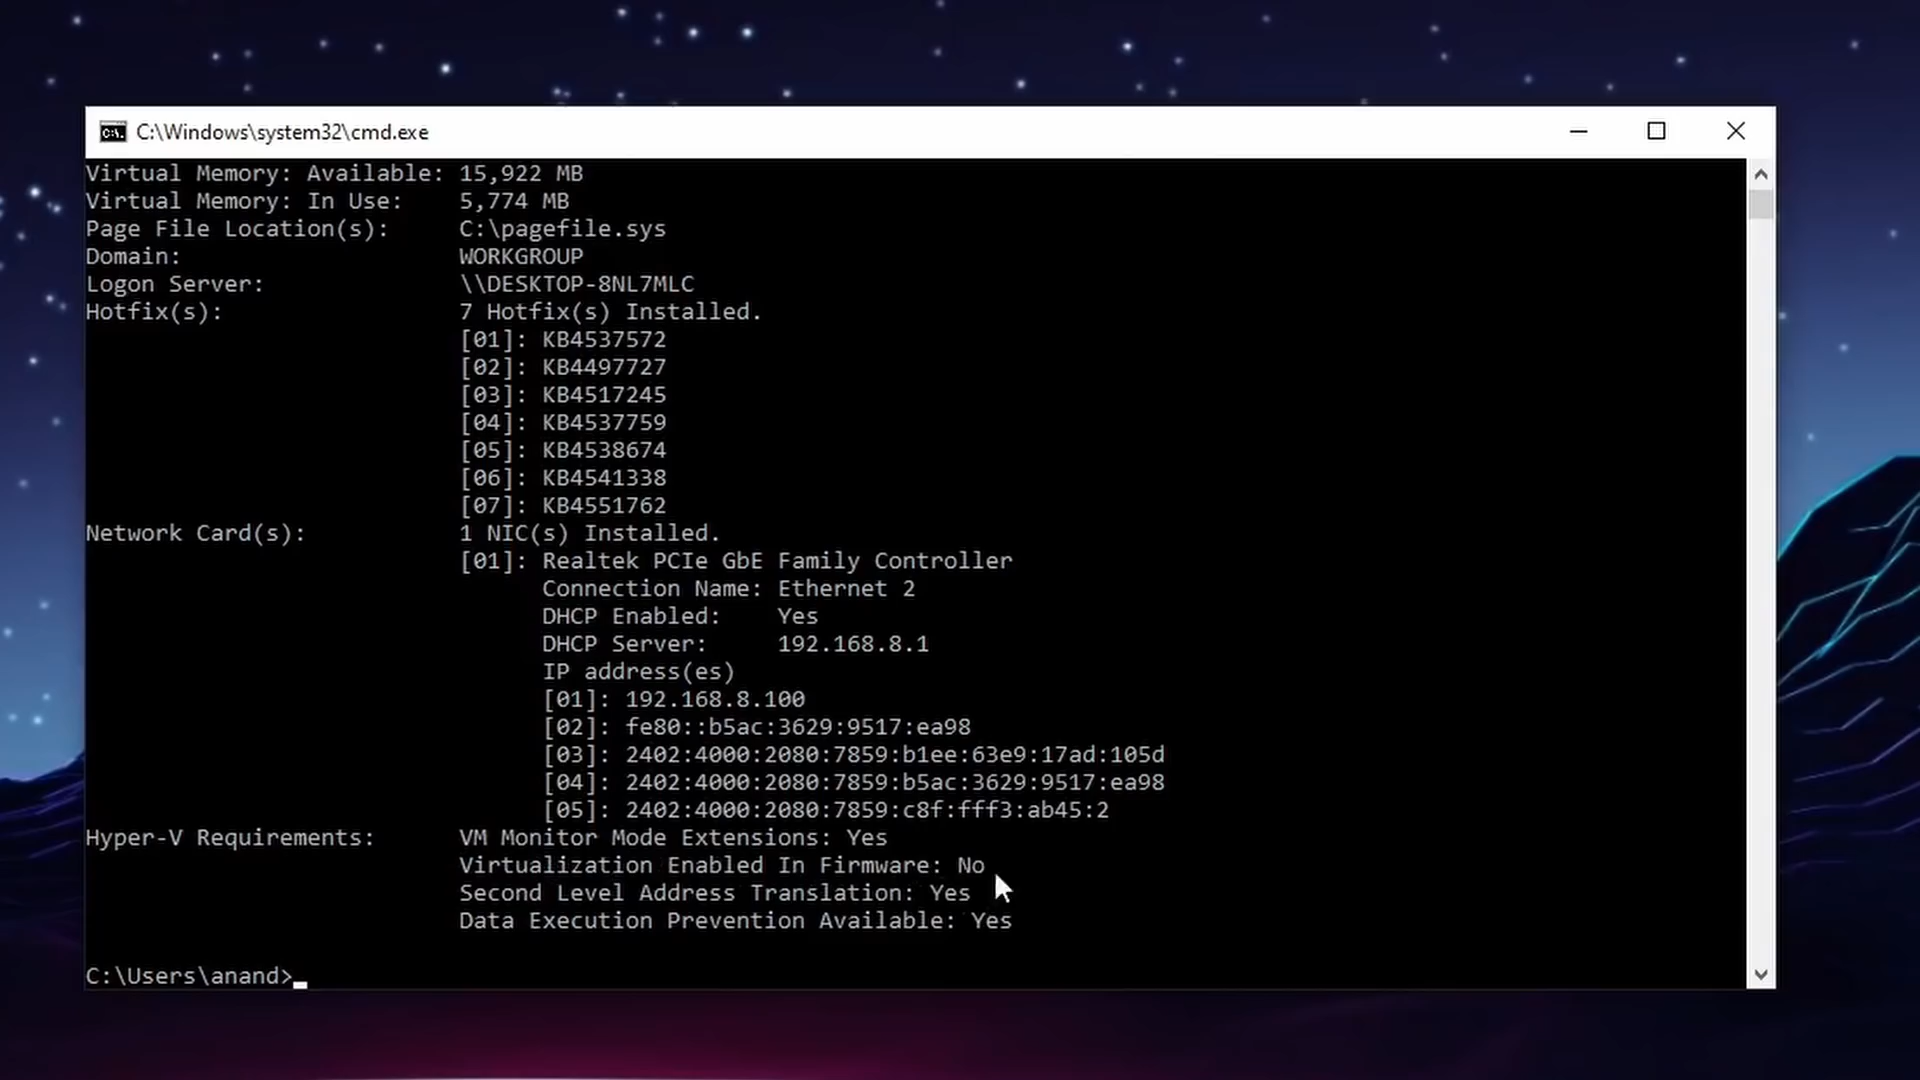 C:\Windows\system32\cmd.exe
Virtual Memory: Available: 15,922 MB
Virtual Memory: In Use: 5,774 MB
Page File Location(s): C:\pagefile.sys
Domain: WORKGROUP
Logon Server: \\DESKTOP-8NL7MLC
Hotfix(s): 7 Hotfix(s) Installed.
[01]: KB4537572
[02]: KB4497727
[03]: KB4517245
[04]: KB4537759
[05]: KB4538674
[06]: KB4541338
[07]: KB4551762
Network Card(s): 1 NIC(s) Installed.
[01]: Realtek PCIe GbE Family Controller
Connection Name: Ethernet 2
DHCP Enabled: Yes
DHCP Server: 192.168.8.1
IP address(es)
[01]: 192.168.8.100
[02]: fe80::b5ac:3629:9517:ea98
[03]: 2402:4000:2080:7859:b1ee:63e9:17ad:105d
[04]: 2402:4000:2080:7859:b5ac:3629:9517:ea98
[05]: 2402:4000:2080:7859:c8f:fff3:ab45:2
Hyper-V Requirements: VM Monitor Mode Extensions: Yes
Virtualization Enabled In Firmware: No
Second Level Address Translation: Yes
Data Execution Prevention Available: Yes
C:\Users\anand>